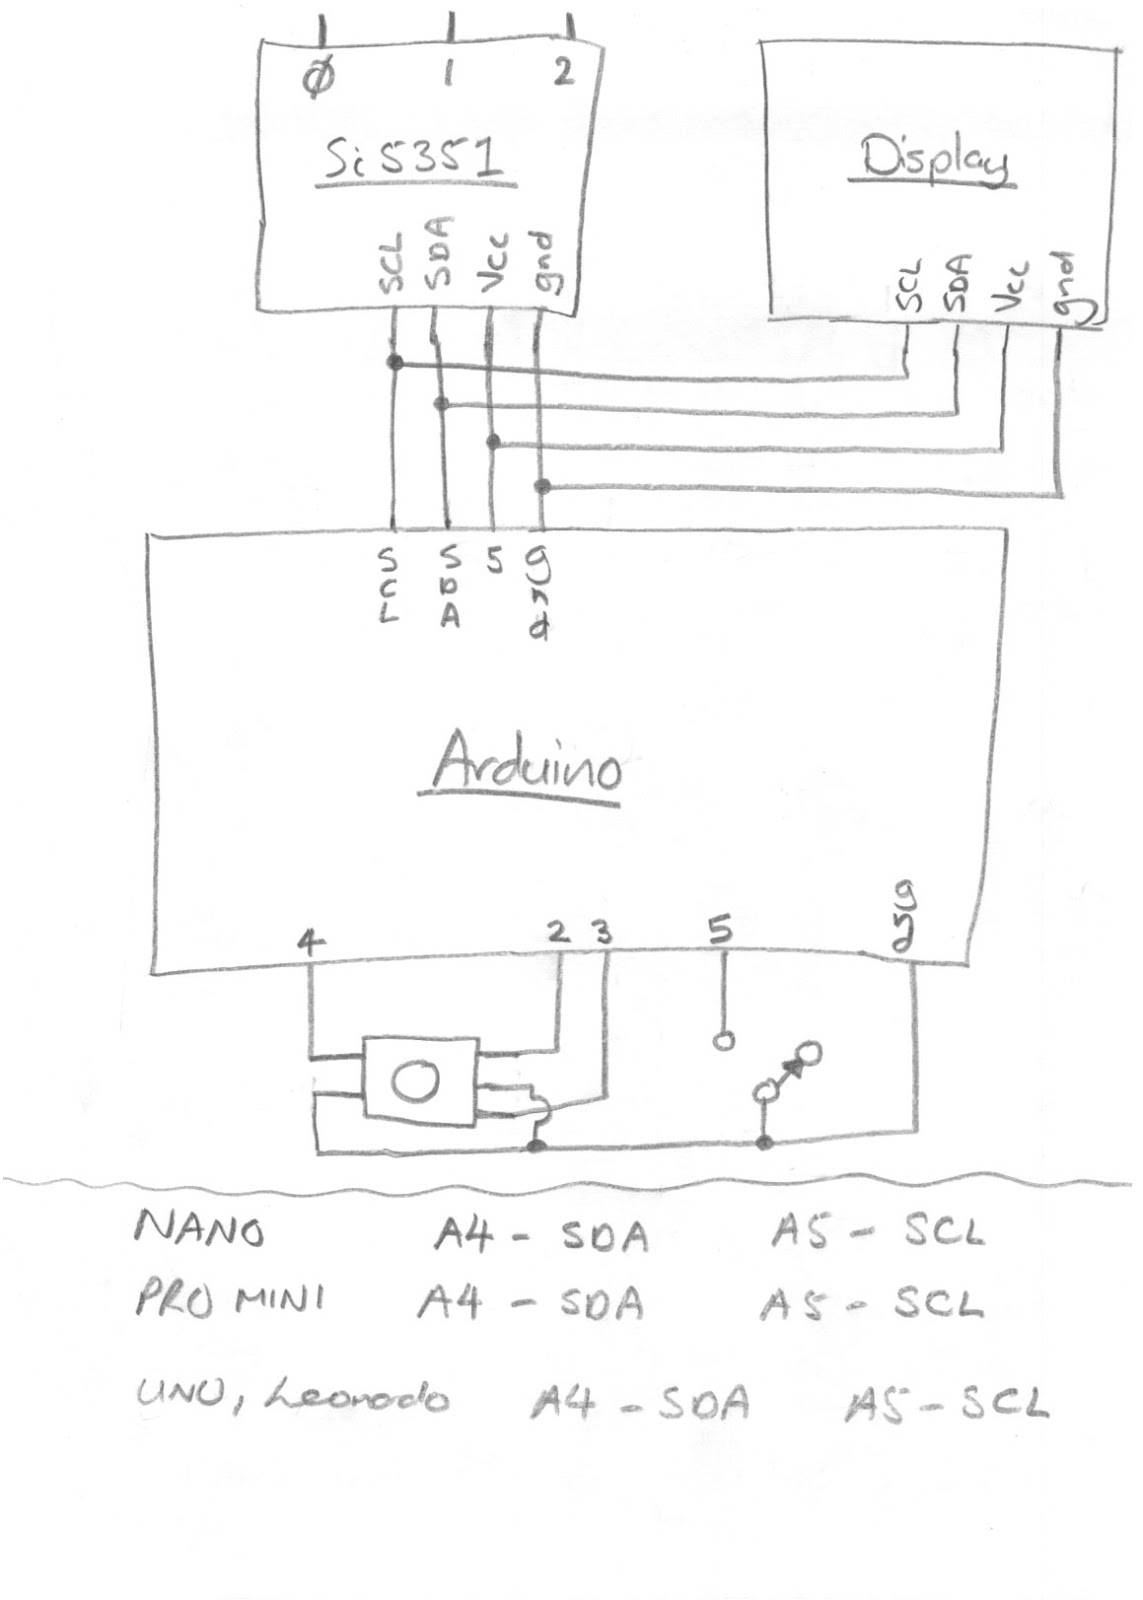 Ø 1 2
Si5351
Display
SCL SDA Vcc gnd
SCL SDA Vcc gnd
SCL SDA 5 gnd
Arduino
4 2 3 5 gnd
NANO A4 - SDA A5 - SCL
PRO MINI A4 - SDA A5 - SCL
UNO, Leonodo A4 - SDA A5 - SCL